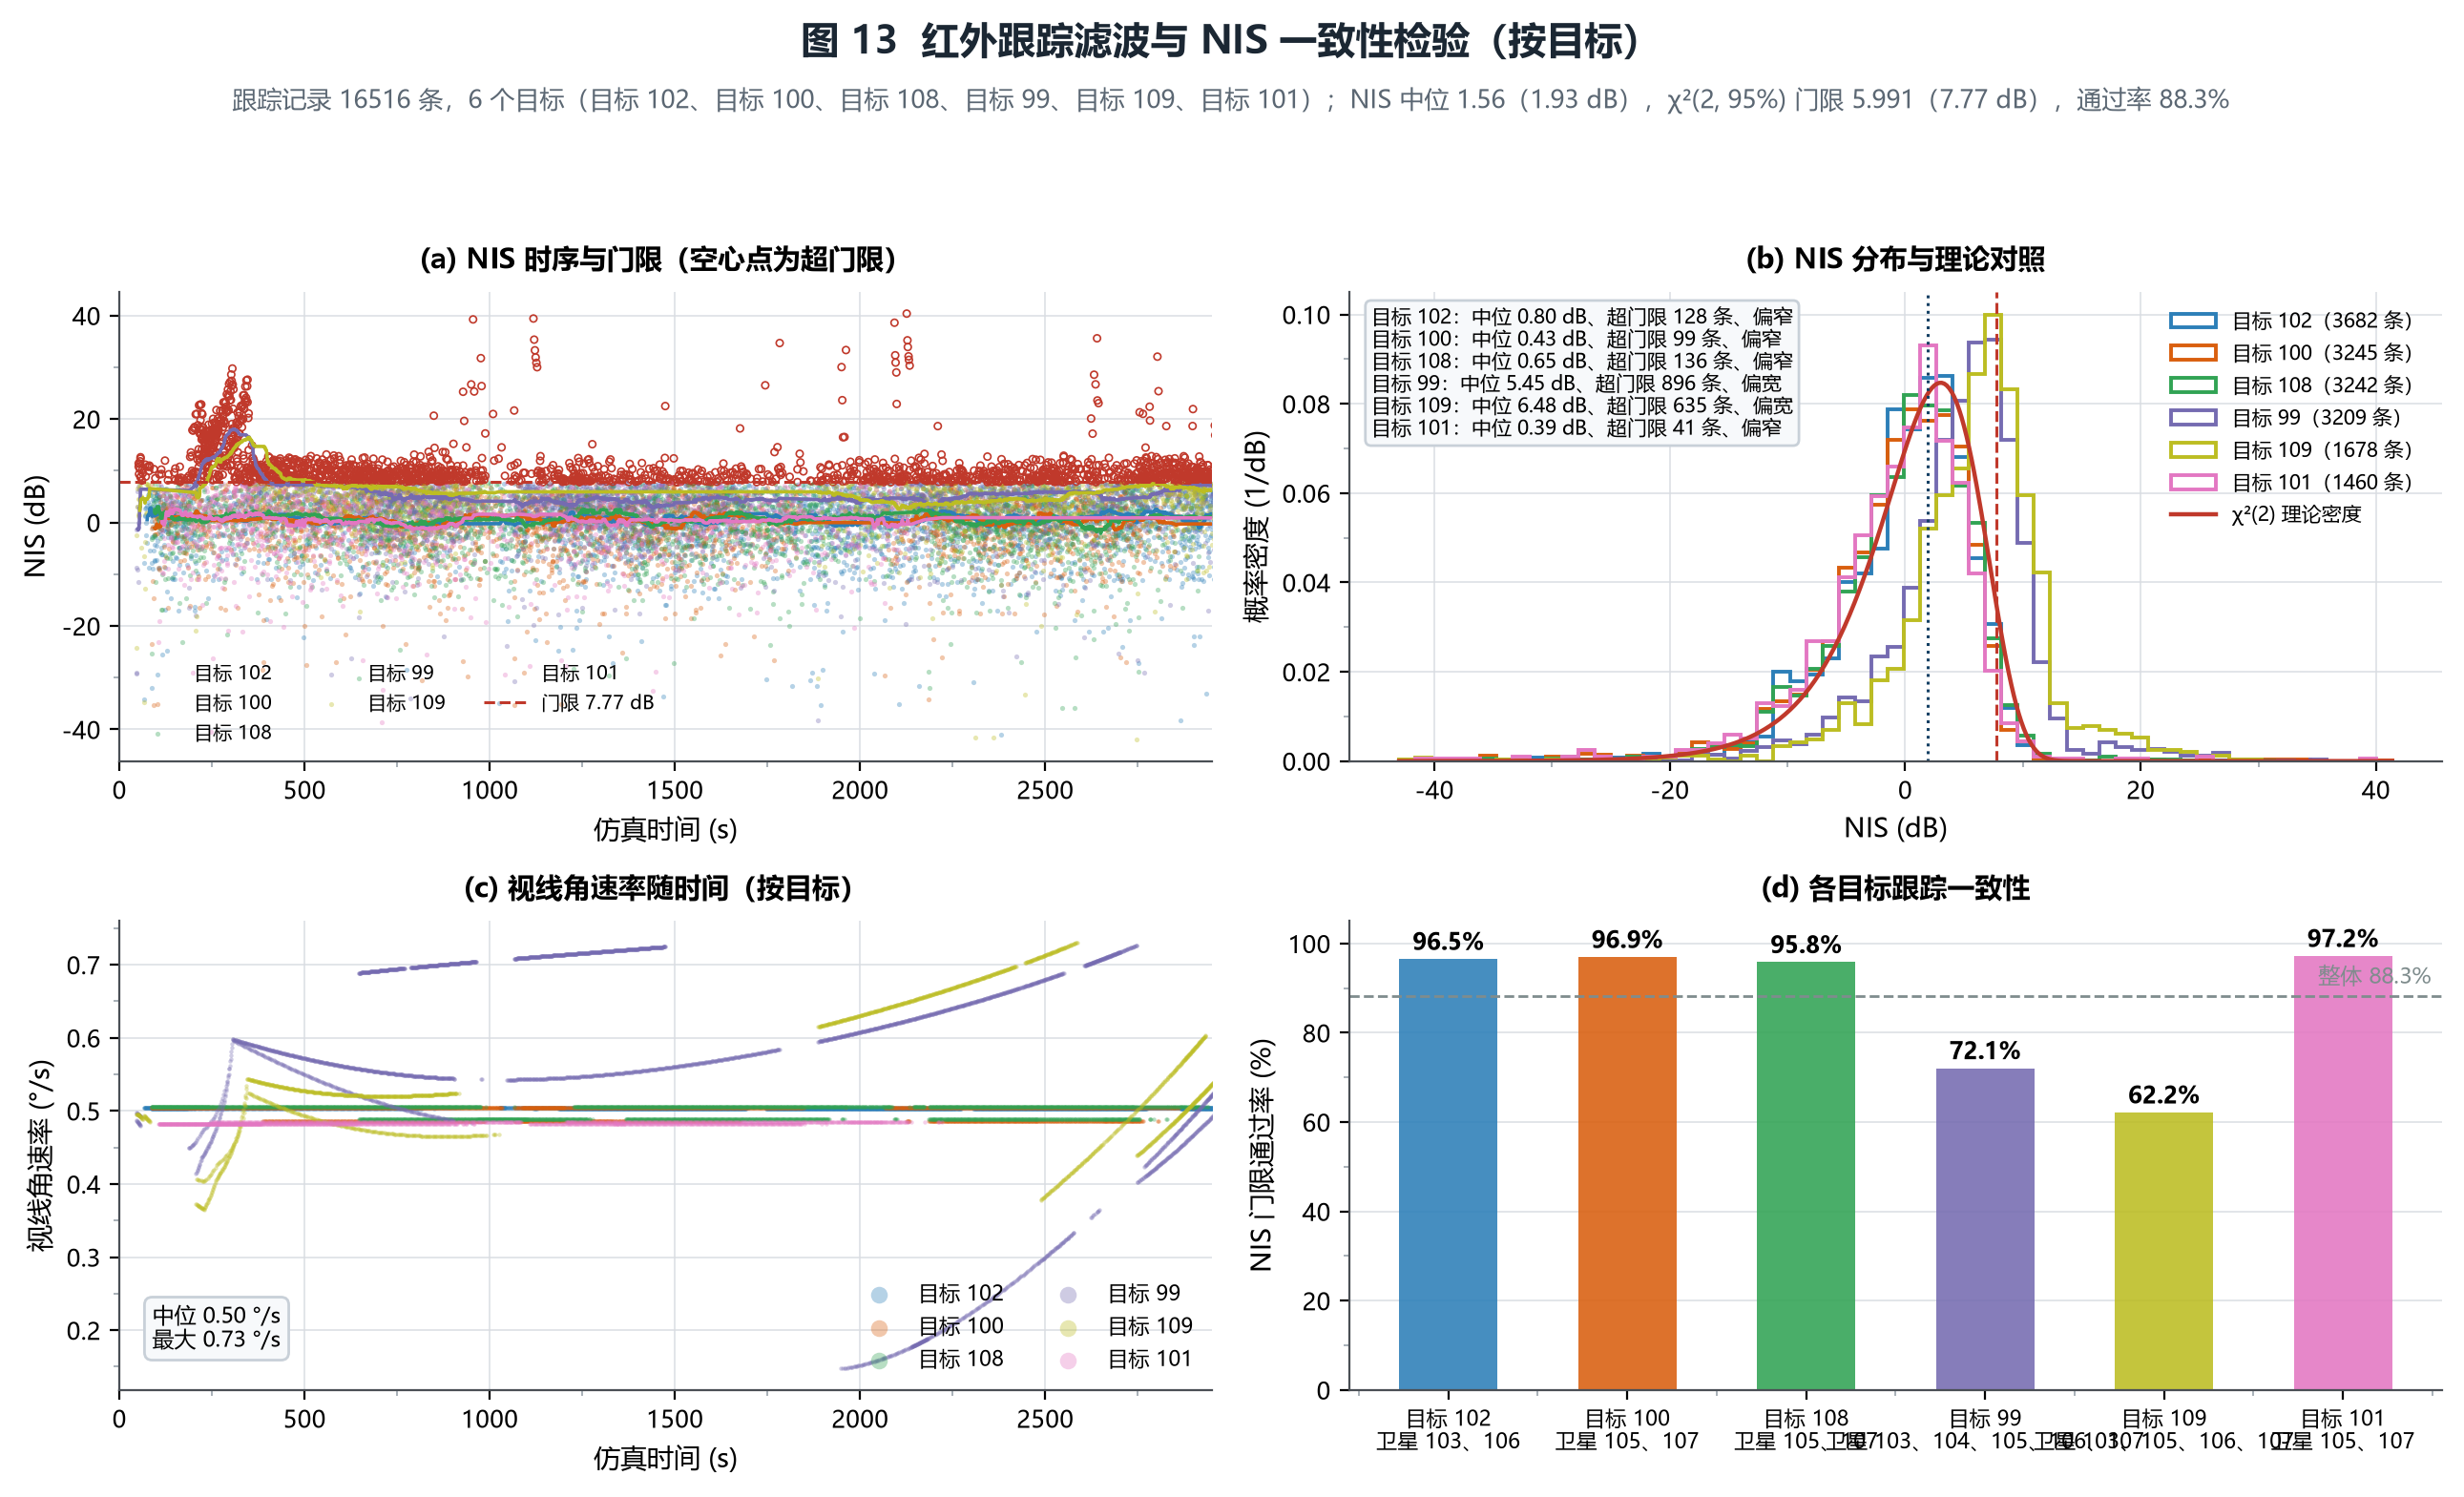 图 13 红外跟踪滤波与 NIS 一致性检验（按目标）
跟踪记录 16516 条，6 个目标（目标 102、目标 100、目标 108、目标 99、目标 109、目标 101）；NIS 中位 1.56（1.93 dB），χ²(2, 95%) 门限 5.991（7.77 dB），通过率 88.3%
(a) NIS 时序与门限（空心点为超门限）
NIS (dB)
40
20
0
-20
-40
目标 102
目标 100
目标 108
目标 99
目标 109
目标 101
门限 7.77 dB
0 500 1000 1500 2000 2500
仿真时间 (s)
(b) NIS 分布与理论对照
概率密度 (1/dB)
0.10
0.08
0.06
0.04
0.02
0.00
目标 102：中位 0.80 dB、超门限 128 条、偏窄
目标 100：中位 0.43 dB、超门限 99 条、偏窄
目标 108：中位 0.65 dB、超门限 136 条、偏窄
目标 99：中位 5.45 dB、超门限 896 条、偏宽
目标 109：中位 6.48 dB、超门限 635 条、偏宽
目标 101：中位 0.39 dB、超门限 41 条、偏窄
目标 102（3682 条）
目标 100（3245 条）
目标 108（3242 条）
目标 99（3209 条）
目标 109（1678 条）
目标 101（1460 条）
χ²(2) 理论密度
-40 -20 0 20 40
NIS (dB)
(c) 视线角速率随时间（按目标）
视线角速率 (°/s)
0.7
0.6
0.5
0.4
0.3
0.2
中位 0.50 °/s
最大 0.73 °/s
目标 102
目标 100
目标 108
目标 99
目标 109
目标 101
0 500 1000 1500 2000 2500
仿真时间 (s)
(d) 各目标跟踪一致性
NIS 门限通过率 (%)
100
80
60
40
20
0
96.5%
96.9%
95.8%
72.1%
62.2%
97.2%
整体 88.3%
目标 102
卫星 103、106
目标 100
卫星 105、107
目标 108
卫星 105、107
目标 99
103、104、105、106、107
目标 109
105、106、107
目标 101
卫星 105、107